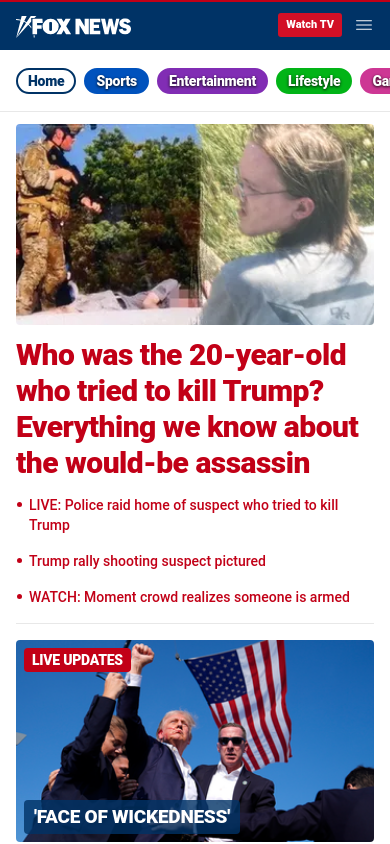 FOX NEWS
Watch TV
Home
Sports
Entertainment
Lifestyle
Ga
Who was the 20-year-old
who tried to kill Trump?
Everything we know about
the would-be assassin
• LIVE: Police raid home of suspect who tried to kill
Trump
• Trump rally shooting suspect pictured
• WATCH: Moment crowd realizes someone is armed
LIVE UPDATES
'FACE OF WICKEDNESS'